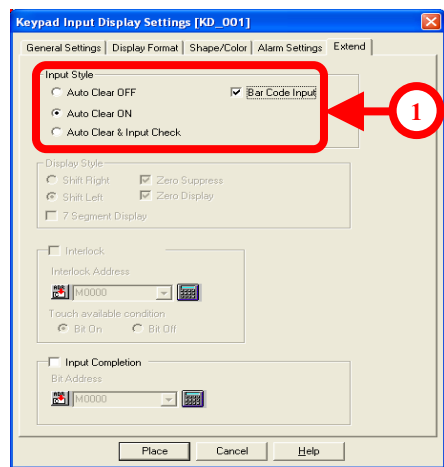 Keypad Input Display Settings [KD_001]
General Settings Display Format Shape/Color Alarm Settings Extend
Input Style
Auto Clear OFF Bar Code Input
Auto Clear ON
Auto Clear & Input Check
1
Display Style
Shift Right Zero Suppress
Shift Left Zero Display
7 Segment Display
Interlock
Interlock Address
M0000
Touch available condition
Bit On Bit Off
Input Completion
Bit Address
M0000
Place Cancel Help